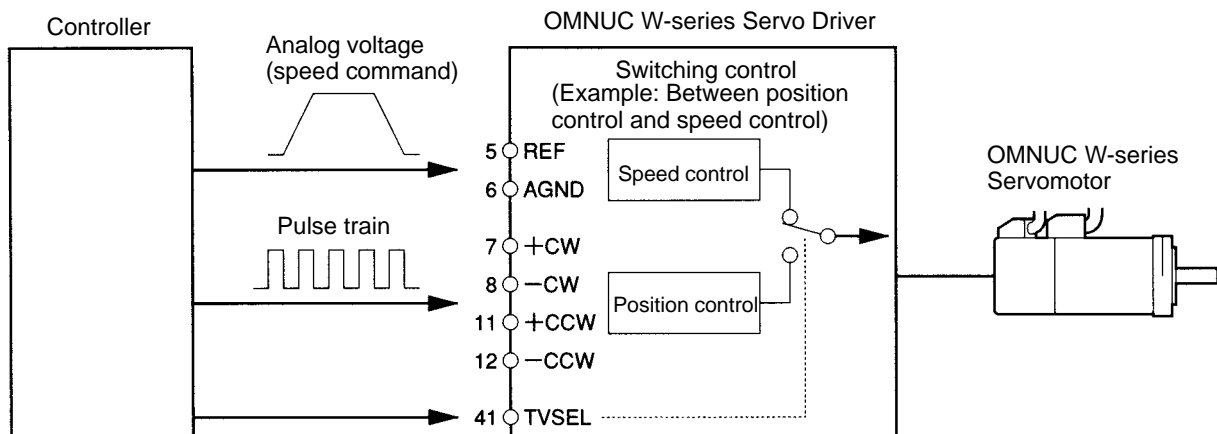 Controller
OMNUC W-series Servo Driver
Analog voltage
(speed command)
Switching control
(Example: Between position
control and speed control)
5 REF
6 AGND
Speed control
OMNUC W-series
Servomotor
Pulse train
7 +CW
8 −CW
11 +CCW
12 −CCW
Position control
41 TVSEL